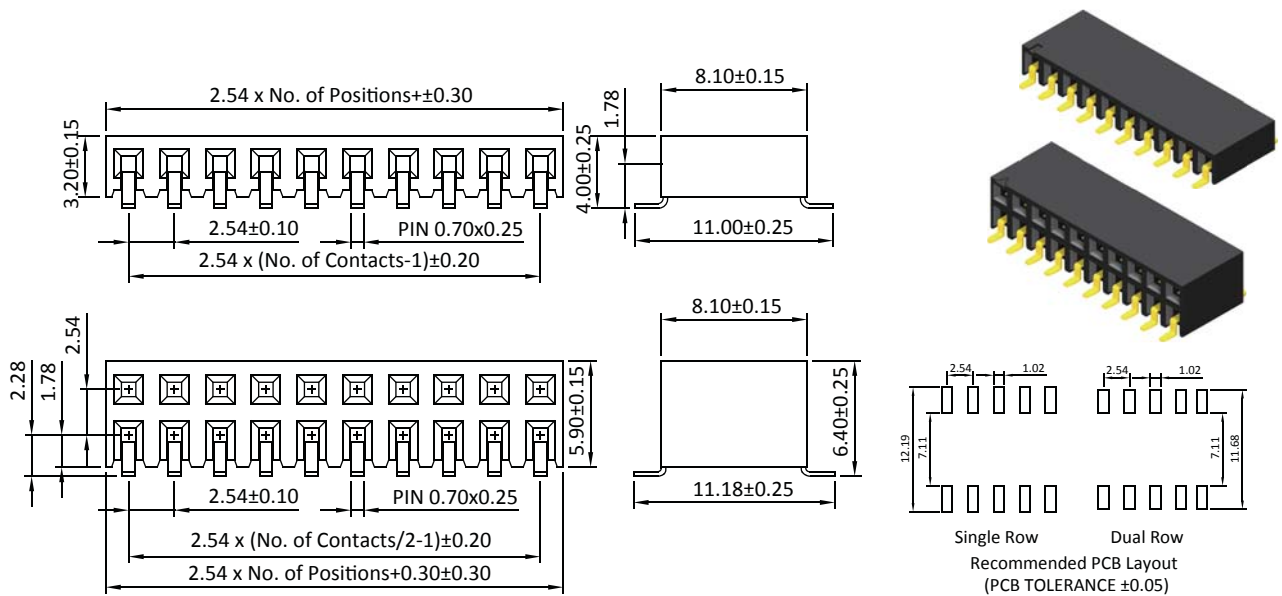 2.54 x No. of Positions+±0.30
3.20±0.15
2.54±0.10
PIN 0.70x0.25
2.54 x (No. of Contacts-1)±0.20
8.10±0.15
1.78
4.00±0.25
11.00±0.25
2.54
2.28
1.78
5.90±0.15
2.54±0.10
PIN 0.70x0.25
2.54 x (No. of Contacts/2-1)±0.20
2.54 x No. of Positions+0.30±0.30
8.10±0.15
6.40±0.25
11.18±0.25
2.54
1.02
12.19
7.11
2.54
1.02
7.11
11.68
Single Row
Dual Row
Recommended PCB Layout
(PCB TOLERANCE ±0.05)